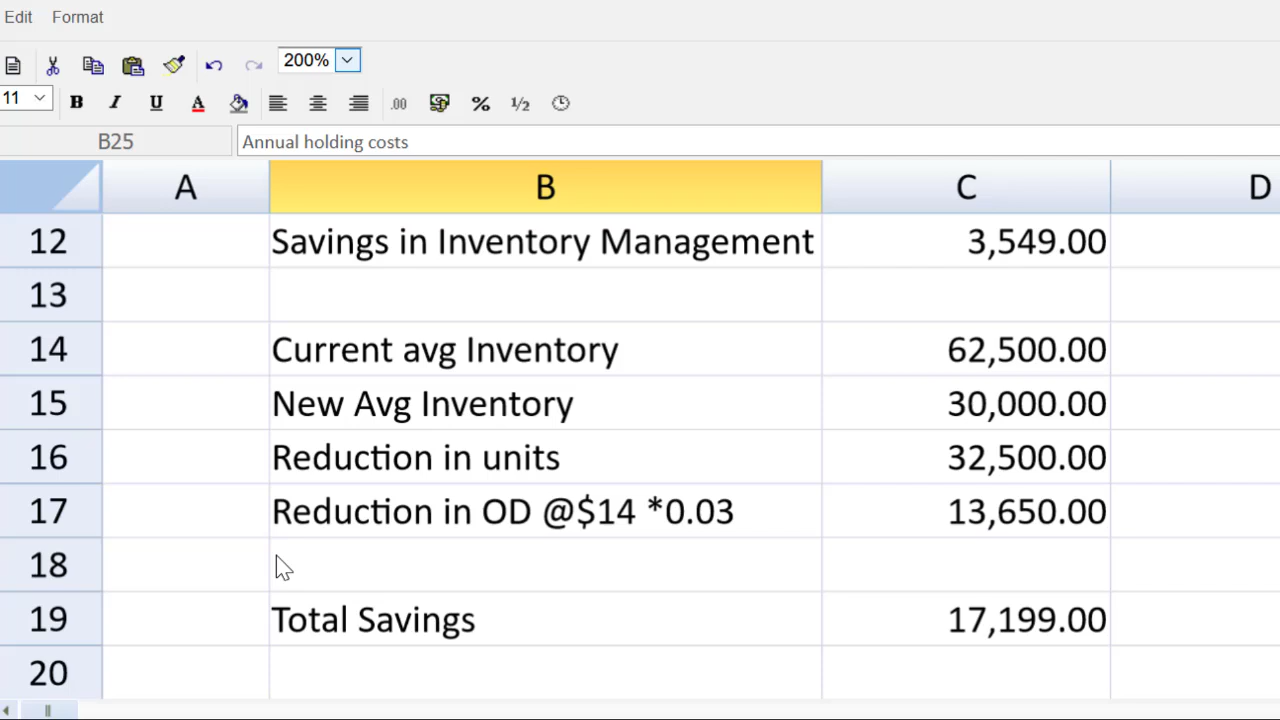 Edit Format
200%
11 B I U A .00 % ½
B25 Annual holding costs
A B C D
12 Savings in Inventory Management 3,549.00
13
14 Current avg Inventory 62,500.00
15 New Avg Inventory 30,000.00
16 Reduction in units 32,500.00
17 Reduction in OD @$14 *0.03 13,650.00
18
19 Total Savings 17,199.00
20